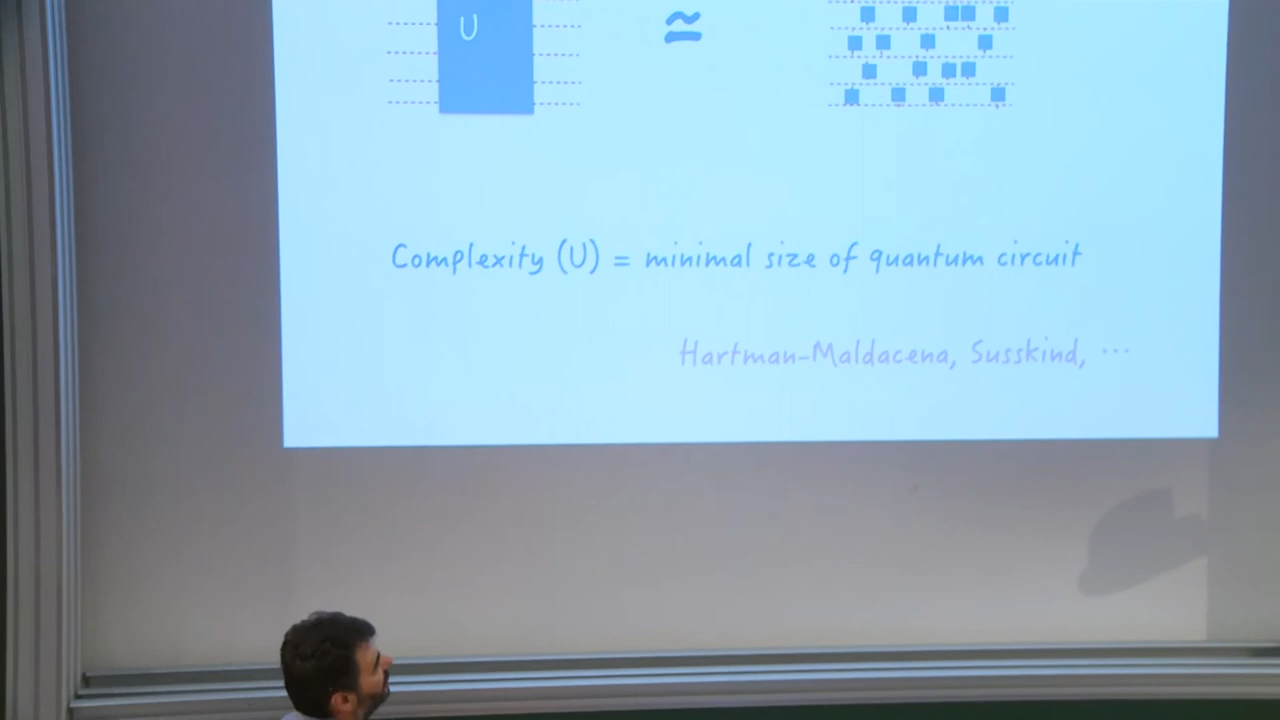 U ≅
Complexity (U) = minimal size of quantum circuit
Hartman-Maldacena, Susskind, ...